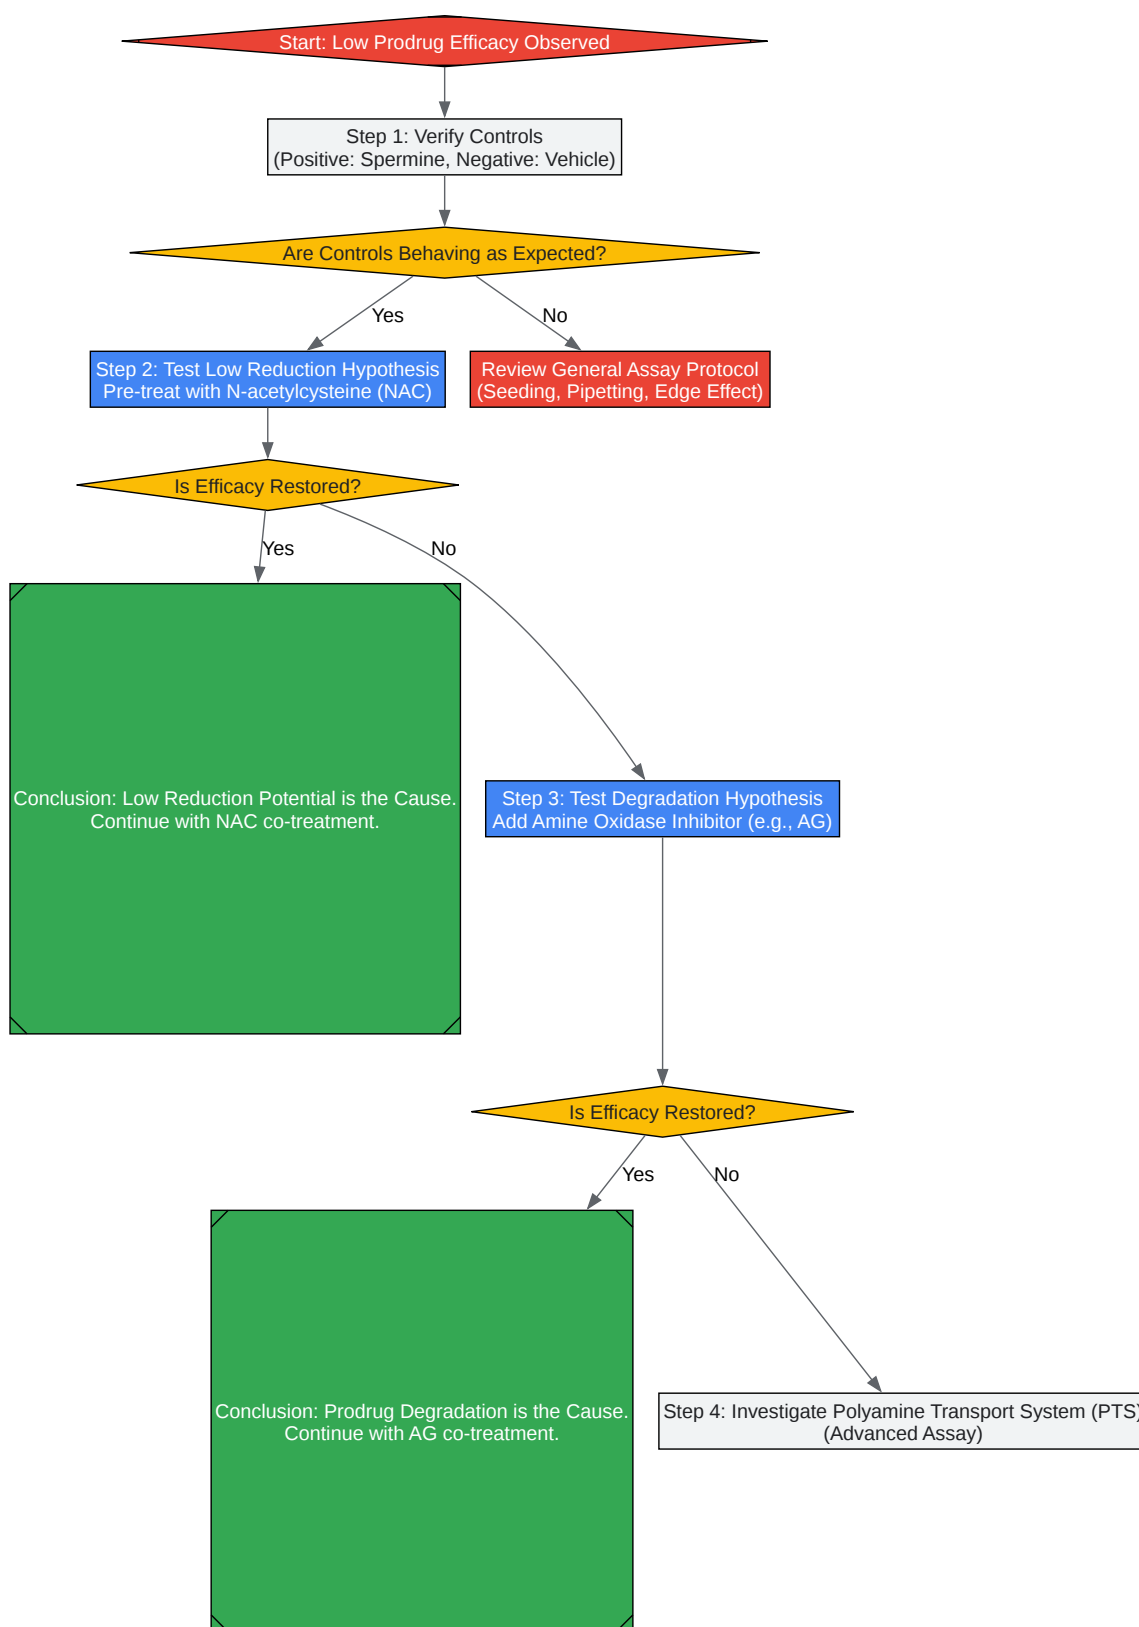 Start: Low Prodrug Efficacy Observed
Step 1: Verify Controls
(Positive: Spermine, Negative: Vehicle)
Are Controls Behaving as Expected?
Yes
No
Step 2: Test Low Reduction Hypothesis
Pre-treat with N-acetylcysteine (NAC)
Review General Assay Protocol
(Seeding, Pipetting, Edge Effect)
Is Efficacy Restored?
Yes
No
Conclusion: Low Reduction Potential is the Cause.
Continue with NAC co-treatment.
Step 3: Test Degradation Hypothesis
Add Amine Oxidase Inhibitor (e.g., AG)
Is Efficacy Restored?
Yes
No
Conclusion: Prodrug Degradation is the Cause.
Continue with AG co-treatment.
Step 4: Investigate Polyamine Transport System (PTS)
(Advanced Assay)